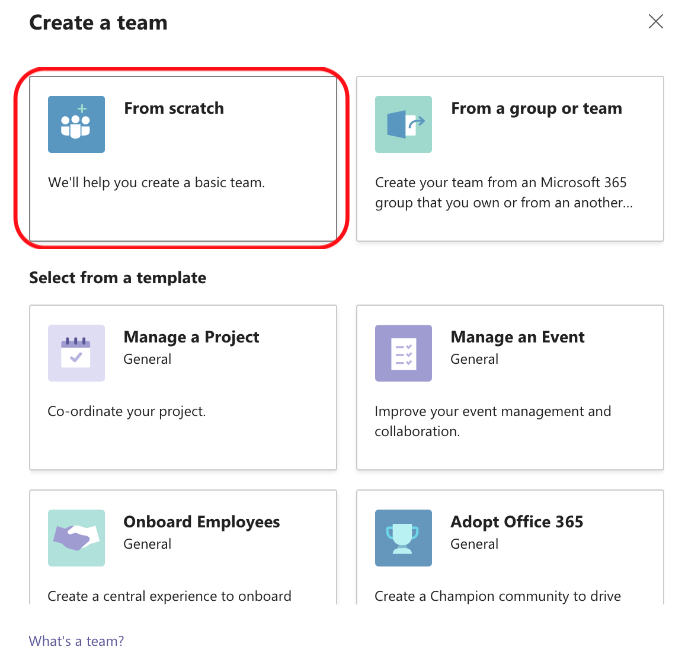 Create a team
From scratch
We'll help you create a basic team.
From a group or team
Create your team from an Microsoft 365
group that you own or from an another...
Select from a template
Manage a Project
General
Co-ordinate your project.
Manage an Event
General
Improve your event management and
collaboration.
Onboard Employees
General
Create a central experience to onboard
Adopt Office 365
General
Create a Champion community to drive
What's a team?